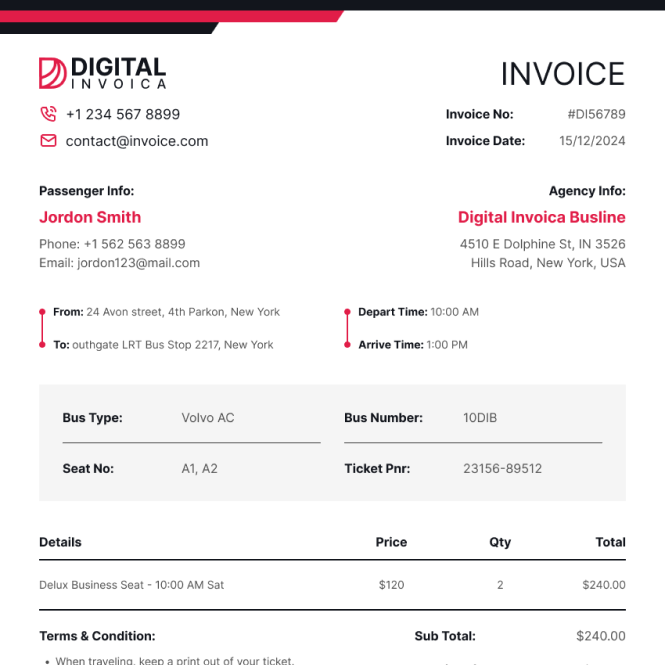 DIGITAL
INVOICA
INVOICE
+1 234 567 8899
contact@invoice.com
Invoice No: #DI56789
Invoice Date: 15/12/2024
Passenger Info:
Jordon Smith
Phone: +1 562 563 8899
Email: jordon123@mail.com
Agency Info:
Digital Invoica Busline
4510 E Dolphine St, IN 3526
Hills Road, New York, USA
From: 24 Avon street, 4th Parkon, New York
To: outhgate LRT Bus Stop 2217, New York
Depart Time: 10:00 AM
Arrive Time: 1:00 PM
Bus Type: Volvo AC
Bus Number: 10DIB
Seat No: A1, A2
Ticket Pnr: 23156-89512
Details Price Qty Total
Delux Business Seat - 10:00 AM Sat $120 2 $240.00
Terms & Condition:
Sub Total: $240.00
• When traveling, keep a print out of your ticket.